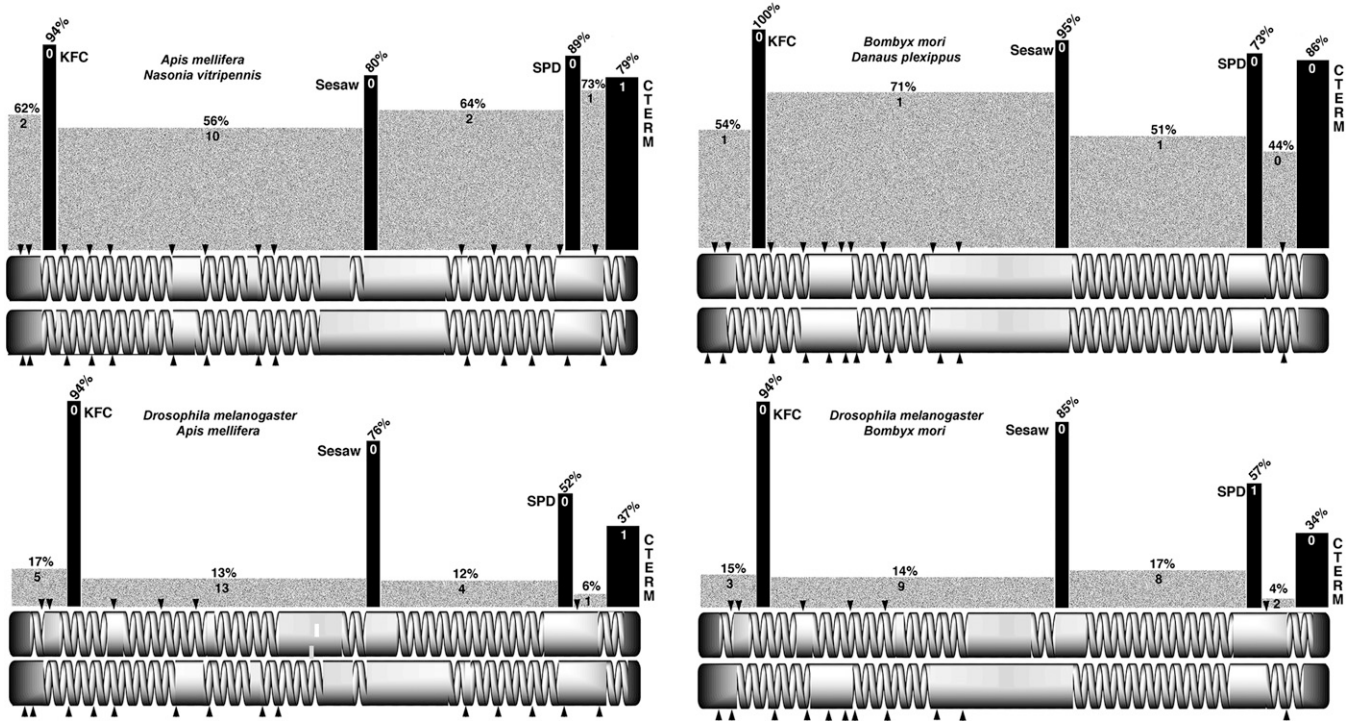 94%
0
KFC
Apis mellifera
Nasonia vitripennis
62%
2
56%
10
Sesaw
80%
0
64%
2
SPD
89%
0
73%
1
79%
1
CTERM
100%
0
KFC
Bombyx mori
Danaus plexippus
54%
1
71%
1
Sesaw
95%
0
51%
1
SPD
73%
0
44%
0
86%
0
CTERM
94%
0
KFC
Drosophila melanogaster
Apis mellifera
17%
5
13%
13
Sesaw
76%
0
12%
4
SPD
52%
0
6%
1
37%
1
CTERM
94%
0
KFC
Drosophila melanogaster
Bombyx mori
15%
3
14%
9
Sesaw
85%
0
17%
8
SPD
57%
1
4%
2
34%
0
CTERM